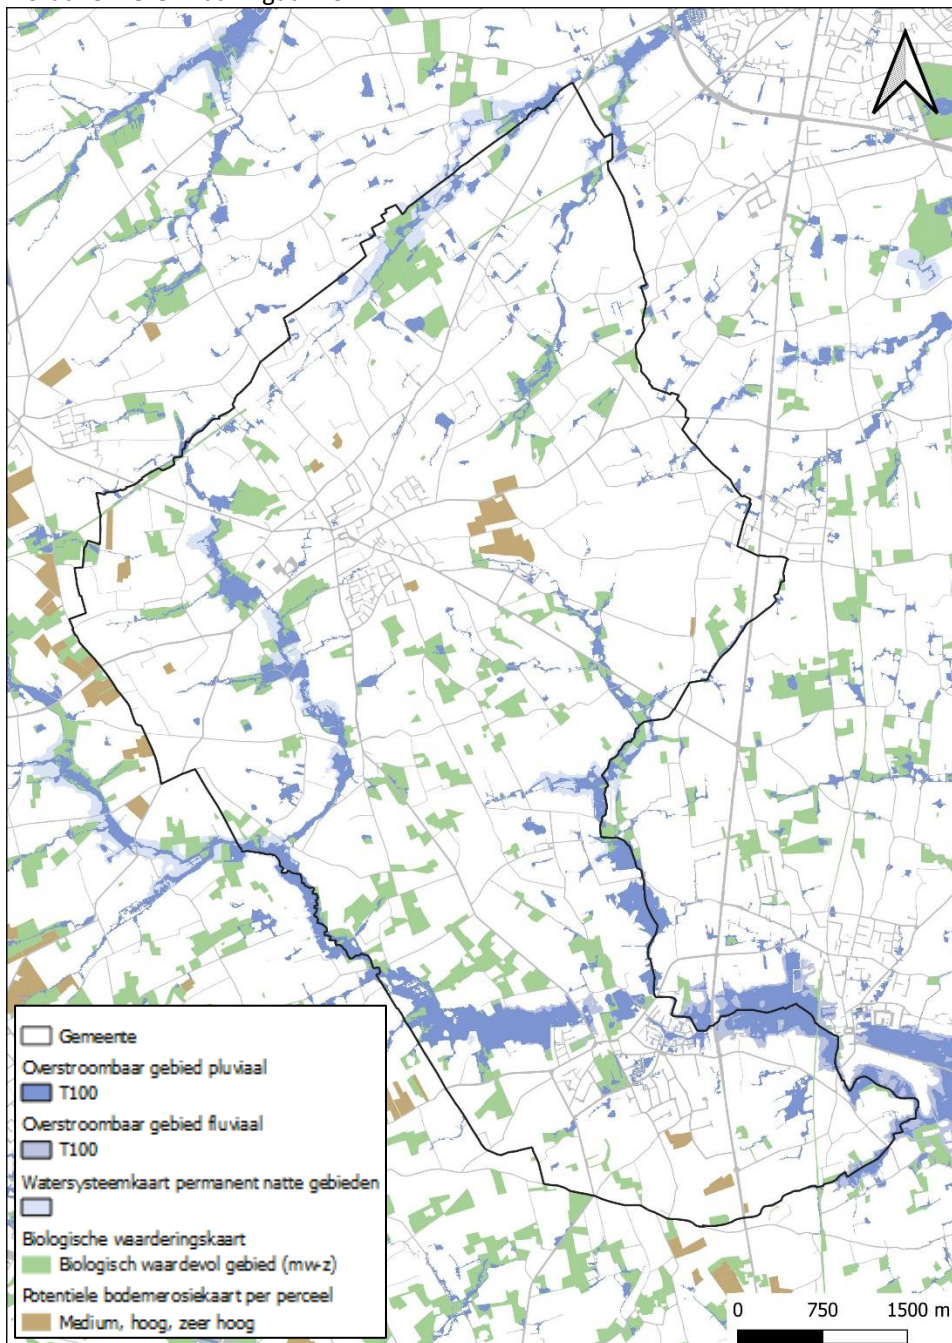 Gemeente
Overstroombaar gebied pluviaal
T100
Overstroombaar gebied fluviaal
T100
Watersysteemkaart permanent natte gebieden
Biologische waarderingskaart
Biologisch waardevol gebied (mw-z)
Potentiele bodemerosiekaart per perceel
Medium, hoog, zeer hoog
0 750 1500 m